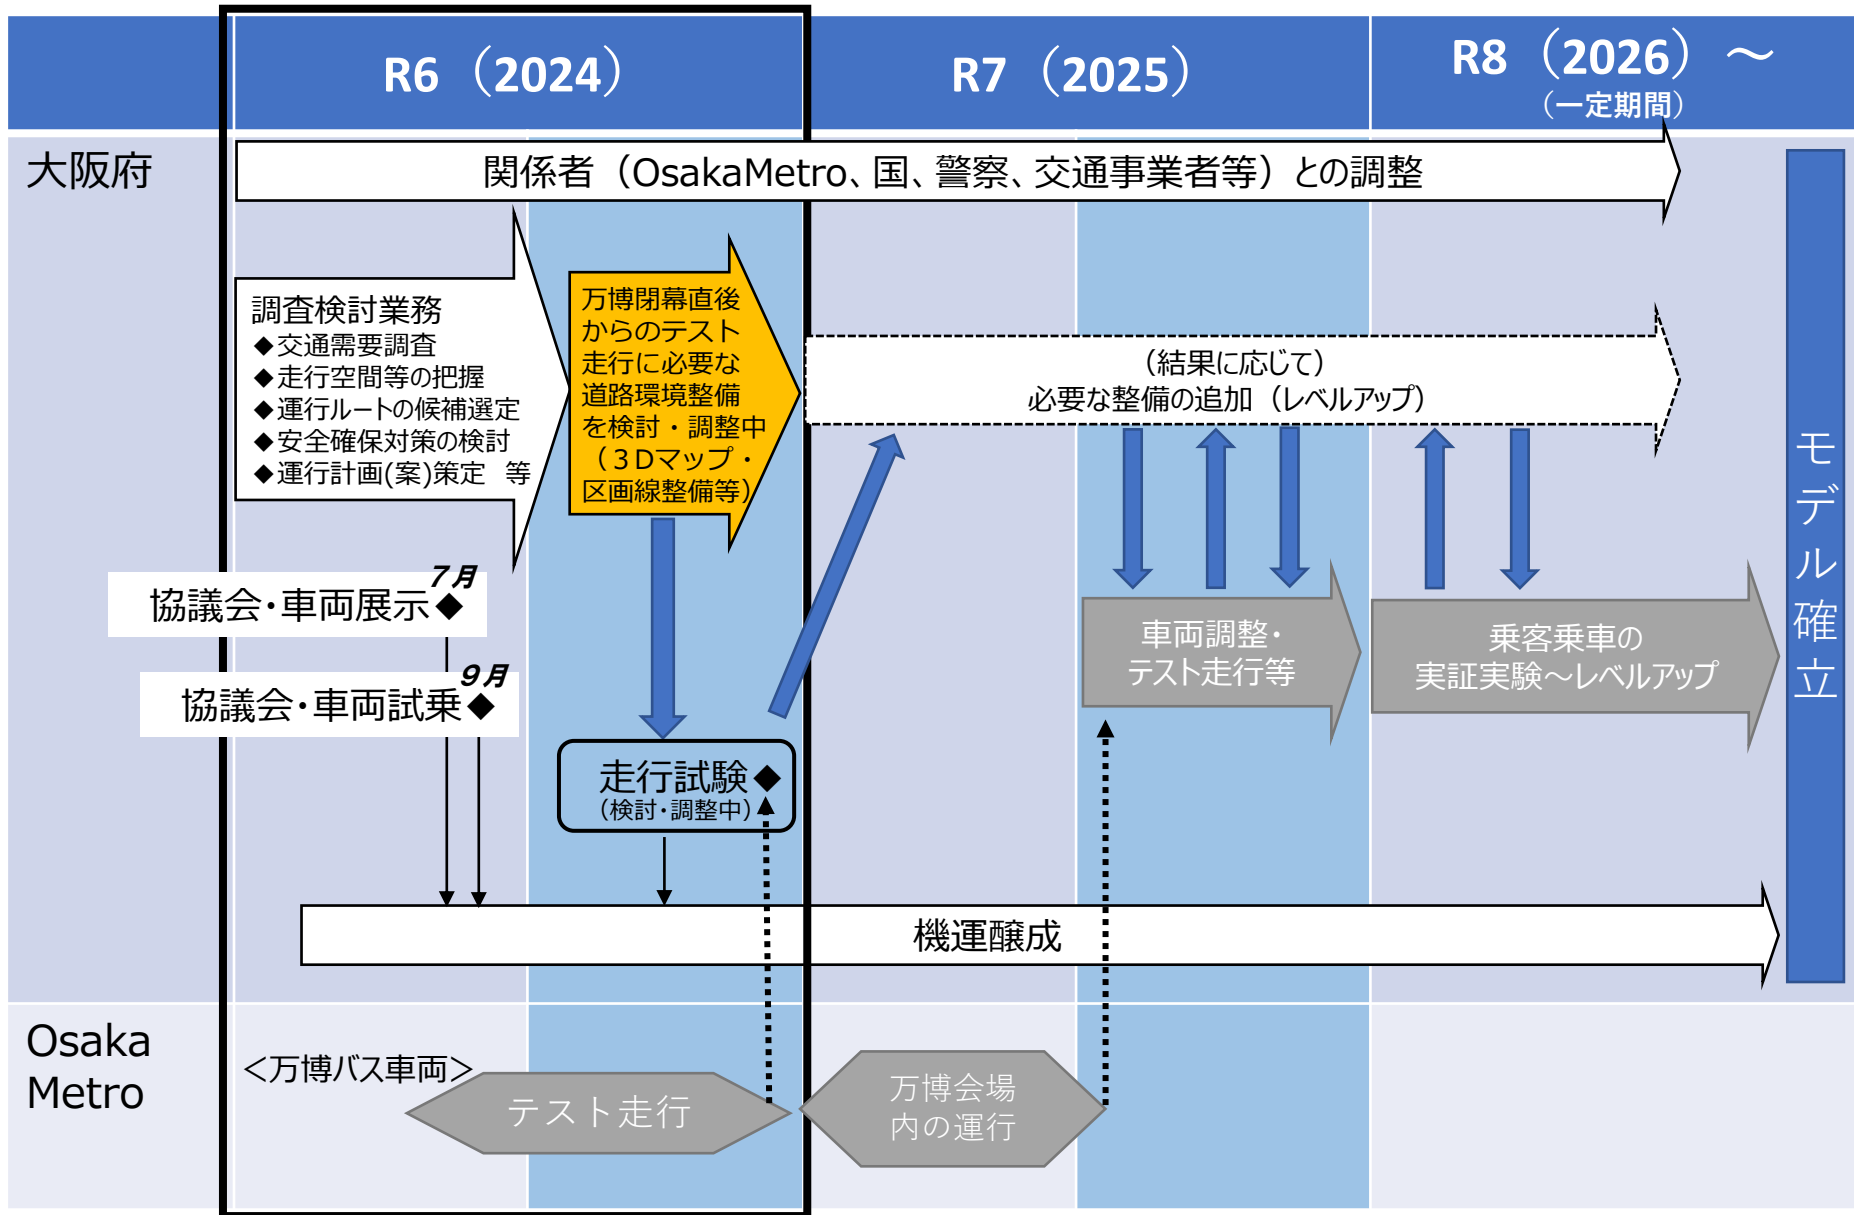 R6（2024）
R7（2025）
R8（2026）～
（一定期間）
大阪府
関係者（OsakaMetro、国、警察、交通事業者等）との調整
調査検討業務
◆交通需要調査
◆走行空間等の把握
◆運行ルートの候補選定
◆安全確保対策の検討
◆運行計画(案)策定　等
万博閉幕直後
からのテスト
走行に必要な
道路環境整備
を検討・調整中
（３Dマップ・
区画線整備等）
（結果に応じて）
必要な整備の追加（レベルアップ）
モデル確立
7月
協議会・車両展示◆
9月
協議会・車両試乗◆
車両調整・
テスト走行等
乗客乗車の
実証実験～レベルアップ
走行試験◆
（検討・調整中）
機運醸成
Osaka
Metro
＜万博バス車両＞
テスト走行
万博会場
内の運行